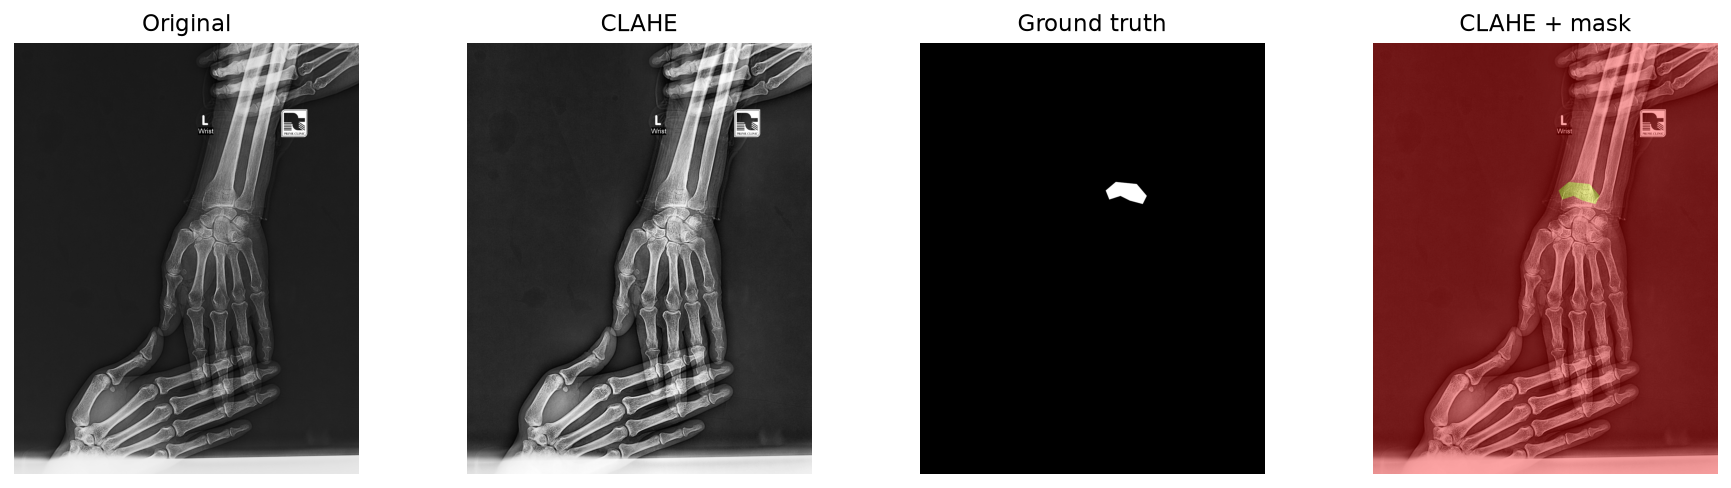 Original
CLAHE
Ground truth
CLAHE + mask
L
Wrist
L
Wrist
L
Wrist